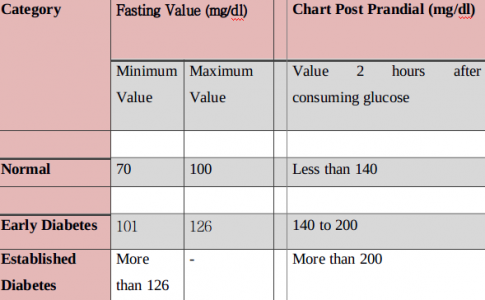 Category Fasting Value (mg/dl) Chart Post Prandial (mg/dl)
Minimum Maximum Value 2 hours after
Value Value consuming glucose
Normal 70 100 Less than 140
Early Diabetes 101 126 140 to 200
Established More - More than 200
Diabetes than 126